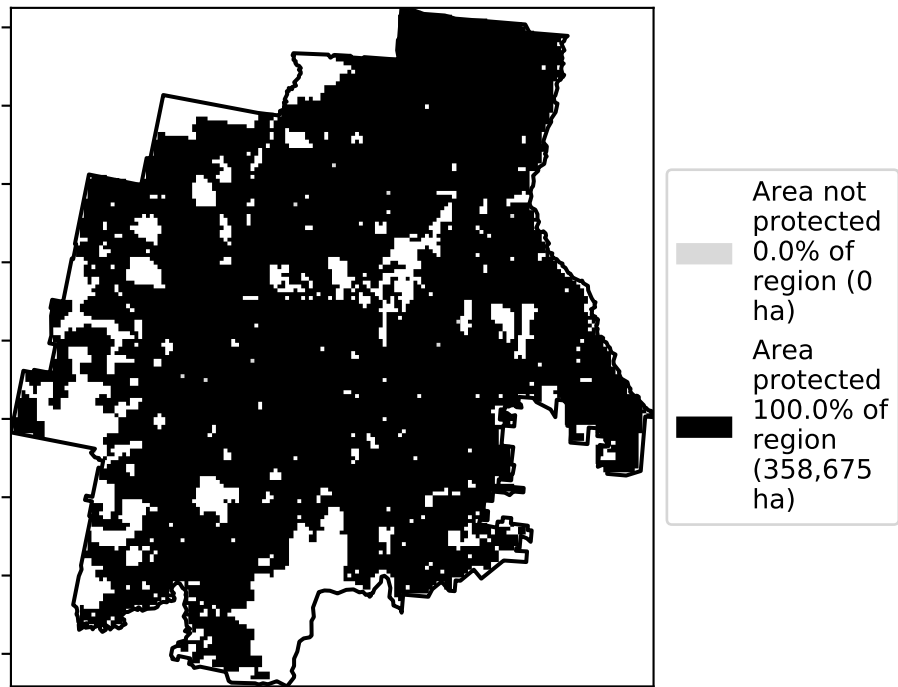 Area not
protected
0.0% of
region (0
ha)
Area
protected
100.0% of
region
(358,675
ha)